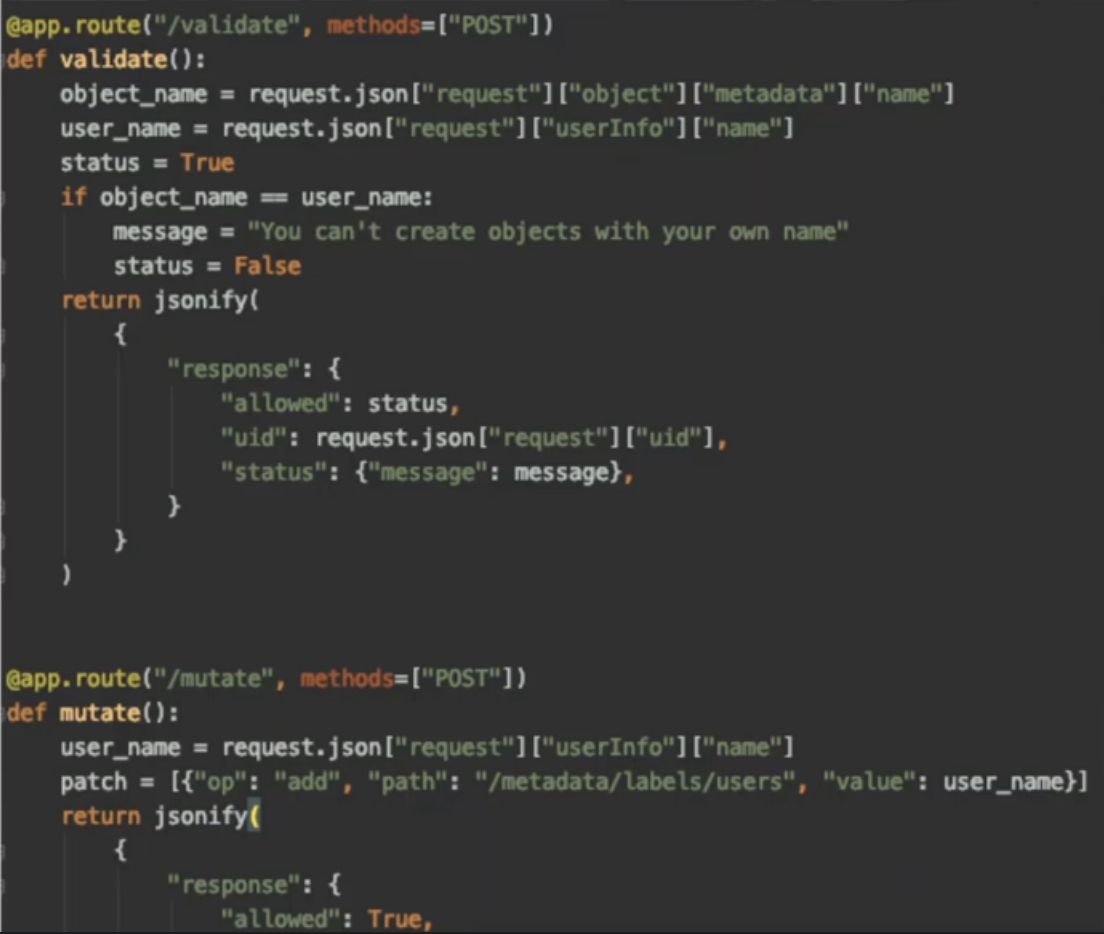 @app.route("/validate", methods=["POST"])
def validate():
    object_name = request.json["request"]["object"]["metadata"]["name"]
    user_name = request.json["request"]["userInfo"]["name"]
    status = True
    if object_name == user_name:
        message = "You can't create objects with your own name"
        status = False
    return jsonify(
        {
            "response": {
                "allowed": status,
                "uid": request.json["request"]["uid"],
                "status": {"message": message},
            }
        }
    )
@app.route("/mutate", methods=["POST"])
def mutate():
    user_name = request.json["request"]["userInfo"]["name"]
    patch = [{"op": "add", "path": "/metadata/labels/users", "value": user_name}]
    return jsonify(
        {
            "response": {
                "allowed": True,